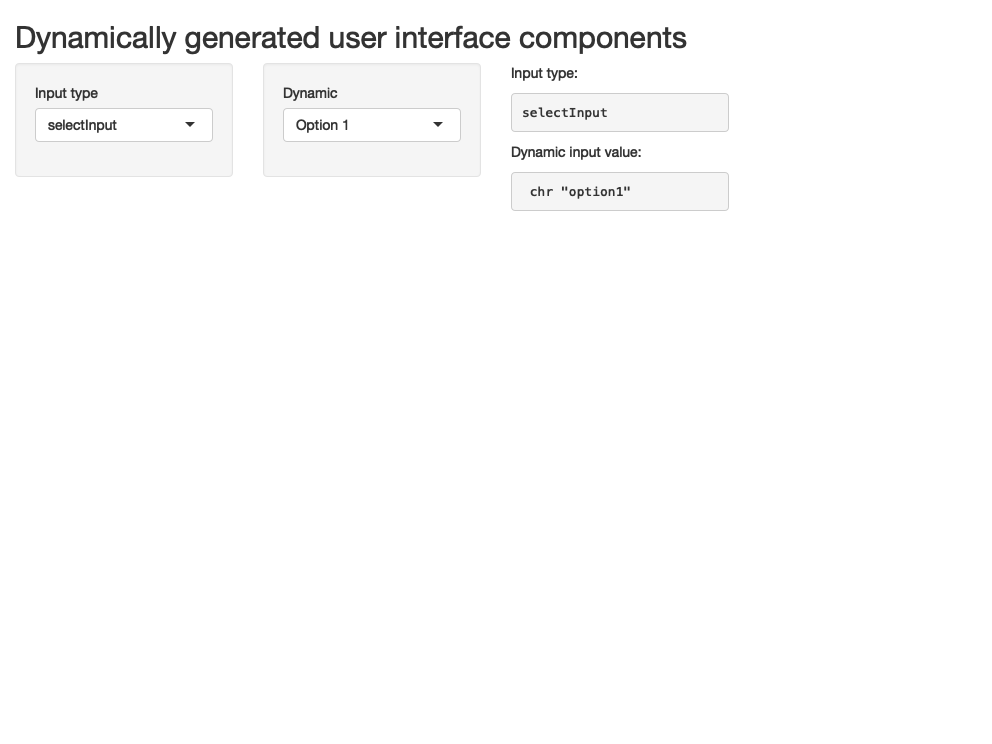 Dynamically generated user interface components
Input type
selectInput
Dynamic
Option 1
Input type:
selectInput
Dynamic input value:
chr "option1"